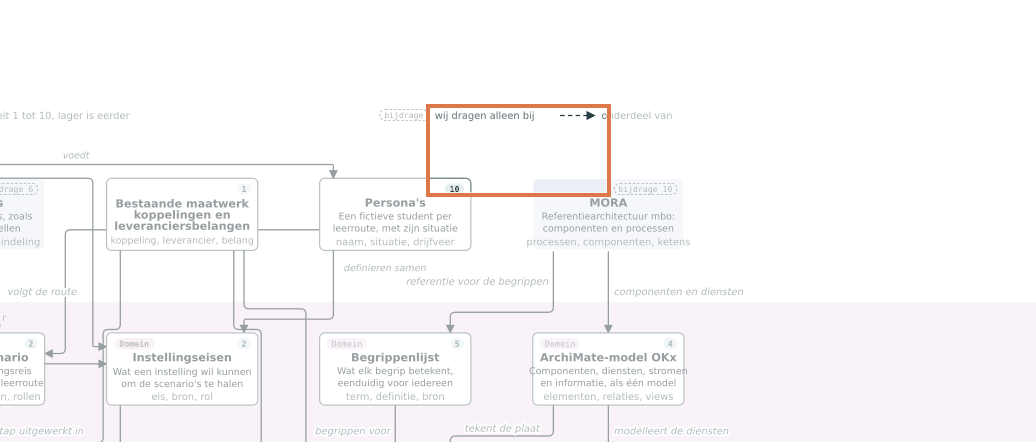 eit 1 tot 10, lager is eerder
bijdrage
wij dragen alleen bij
onderdeel van
voedt
drage 6
s
s, zoals
ellen
indeling
1
Bestaande maatwerk
koppelingen en
leveranciersbelangen
koppeling, leverancier, belang
10
Persona's
Een fictieve student per
leerroute, met zijn situatie
naam, situatie, drijfveer
bijdrage 10
MORA
Referentiearchitectuur mbo:
componenten en processen
processen, componenten, ketens
definieren samen
referentie voor de begrippen
volgt de route
componenten en diensten
r
2
nario
ngsreis
leerroute
n, rollen
Domein
2
Instellingseisen
Wat een instelling wil kunnen
om de scenario's te halen
eis, bron, rol
Domein
5
Begrippenlijst
Wat elk begrip betekent,
eenduidig voor iedereen
term, definitie, bron
Domein
4
ArchiMate-model OKx
Componenten, diensten, stromen
en informatie, als één model
elementen, relaties, views
tap uitgewerkt in
begrippen voor
tekent de plaat
modelleert de diensten